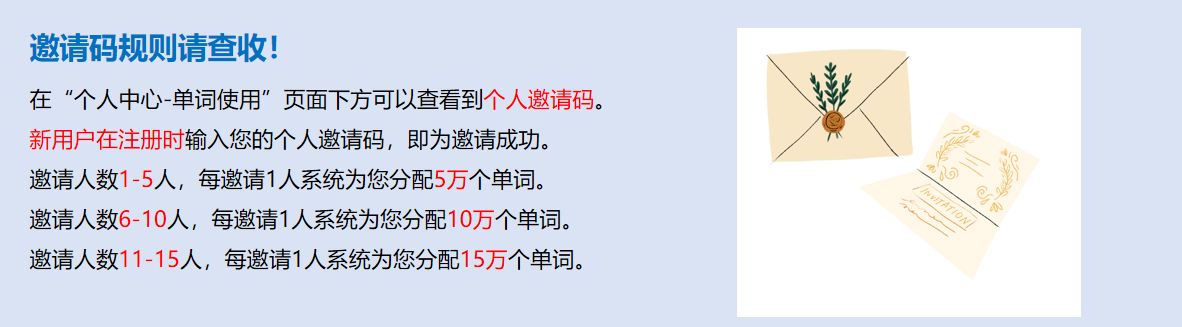 邀请码规则请查收！
在“个人中心-单词使用”页面下方可以查看到个人邀请码。
新用户在注册时输入您的个人邀请码，即为邀请成功。
邀请人数1-5人，每邀请1人系统为您分配5万个单词。
邀请人数6-10人，每邀请1人系统为您分配10万个单词。
邀请人数11-15人，每邀请1人系统为您分配15万个单词。
INVITATION